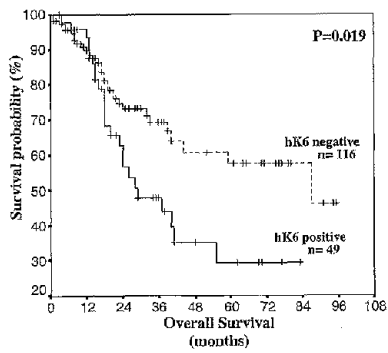 100
90
80
70
60
50
40
30
20
Survival probability (%)
P=0.019
hK6 negative
n= 116
hK6 positive
n= 49
0 12 24 36 48 60 72 84 96 108
Overall Survival
(months)